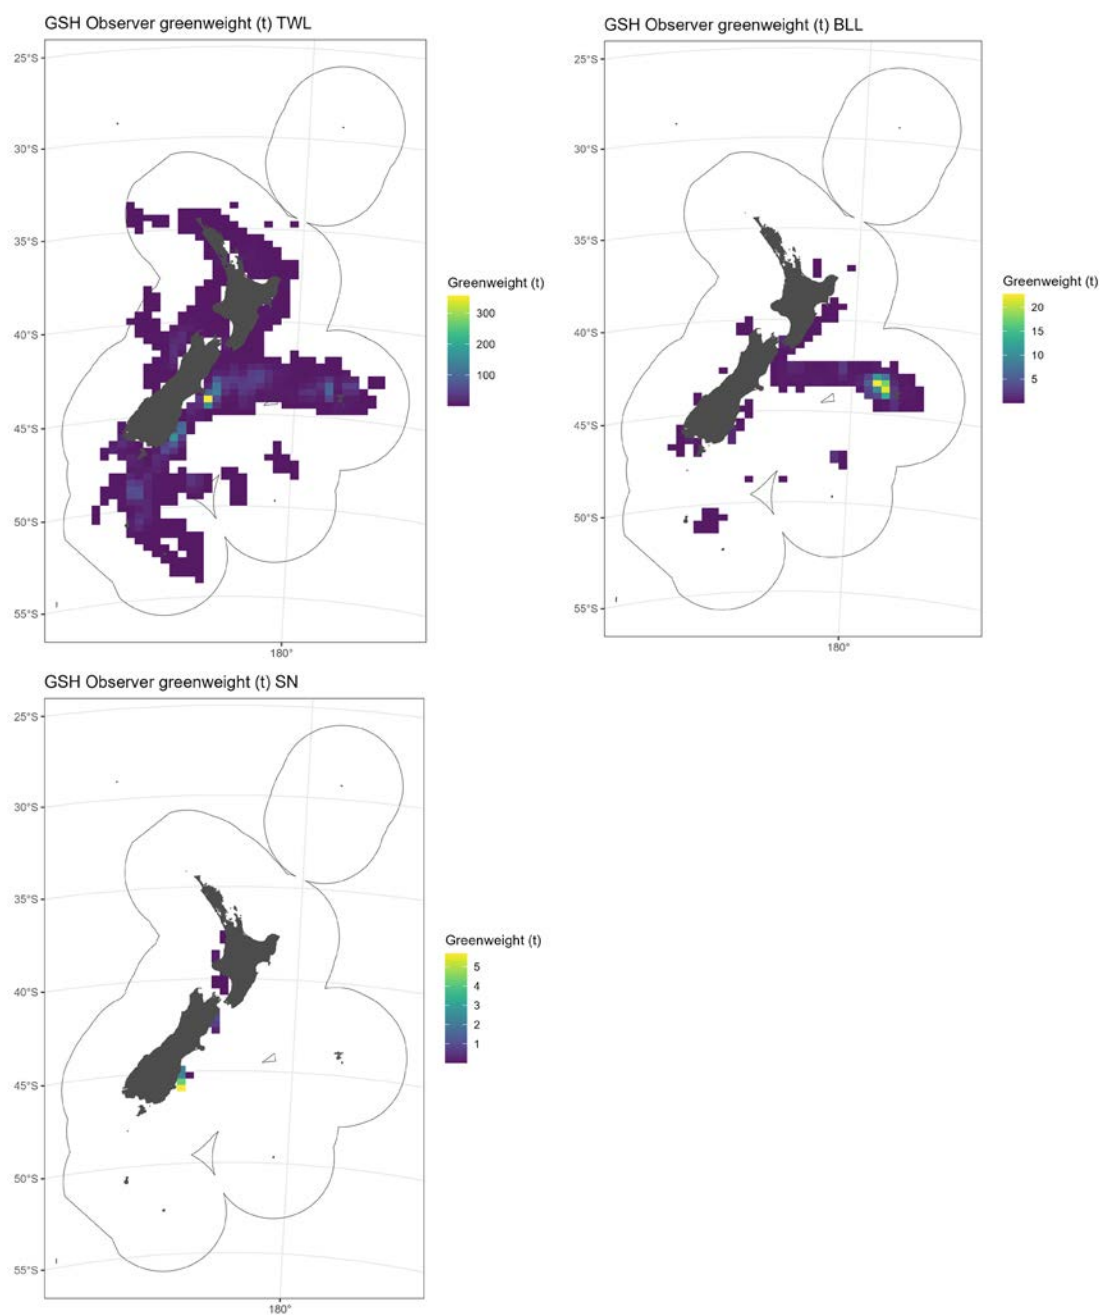 GSH Observer greenweight (t) TWL
25°S
30°S
35°S
40°S
45°S
50°S
55°S
180°
Greenweight (t)
300
200
100
GSH Observer greenweight (t) BLL
25°S
30°S
35°S
40°S
45°S
50°S
55°S
180°
Greenweight (t)
20
15
10
5
GSH Observer greenweight (t) SN
25°S
30°S
35°S
40°S
45°S
50°S
55°S
180°
Greenweight (t)
5
4
3
2
1